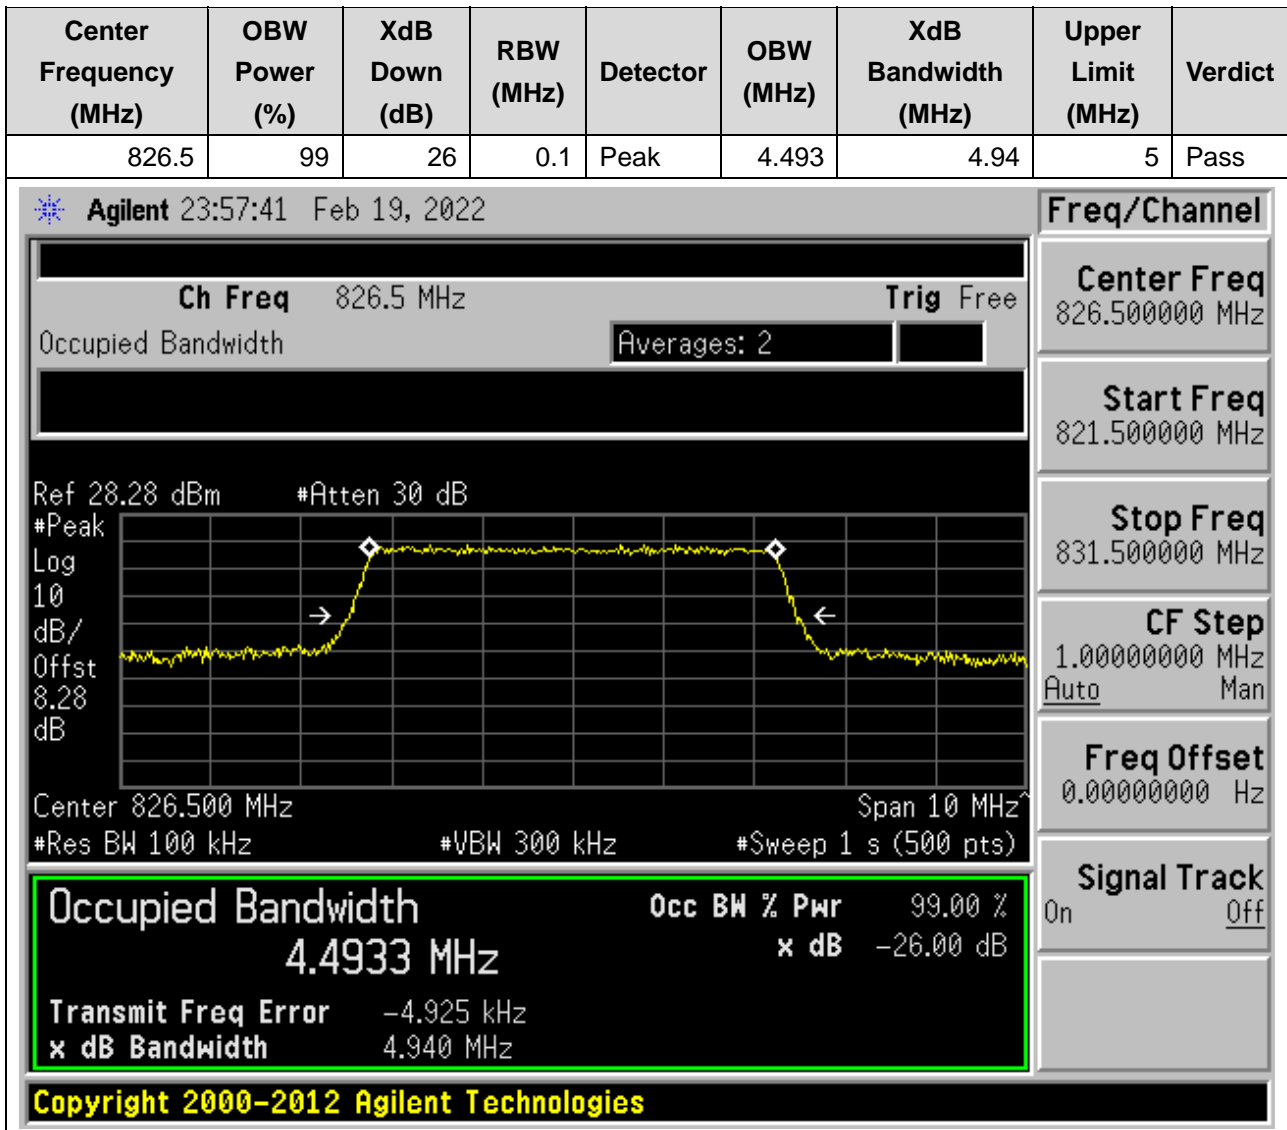 Center Frequency (MHz) OBW Power (%) XdB Down (dB) RBW (MHz) Detector OBW (MHz) XdB Bandwidth (MHz) Upper Limit (MHz) Verdict
826.5 99 26 0.1 Peak 4.493 4.94 5 Pass
Agilent 23:57:41 Feb 19, 2022
Ch Freq 826.5 MHz Trig Free
Occupied Bandwidth Averages: 2
Ref 28.28 dBm #Atten 30 dB
#Peak
Log
10
dB/
Offst
8.28
dB
Center 826.500 MHz Span 10 MHz^
#Res BW 100 kHz #VBW 300 kHz #Sweep 1 s (500 pts)
Occupied Bandwidth Occ BW % Pwr 99.00 %
4.4933 MHz x dB -26.00 dB
Transmit Freq Error -4.925 kHz
x dB Bandwidth 4.940 MHz
Copyright 2000-2012 Agilent Technologies
Freq/Channel
Center Freq
826.500000 MHz
Start Freq
821.500000 MHz
Stop Freq
831.500000 MHz
CF Step
1.00000000 MHz
Auto Man
Freq Offset
0.00000000 Hz
Signal Track
On Off